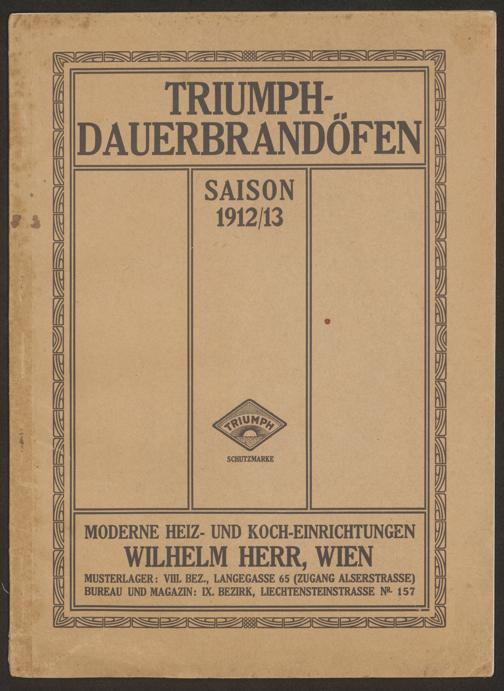 TRIUMPH-
DAUERBRANDÖFEN
SAISON
1912/13
TRIUMPH
SCHUTZMARKE
MODERNE HEIZ- UND KOCH-EINRICHTUNGEN
WILHELM HERR, WIEN
MUSTERLAGER: VIII. BEZ., LANGEGASSE 65 (ZUGANG ALSERSTRASSE)
BUREAU UND MAGAZIN: IX. BEZIRK, LIECHTENSTEINSTRASSE NR. 157